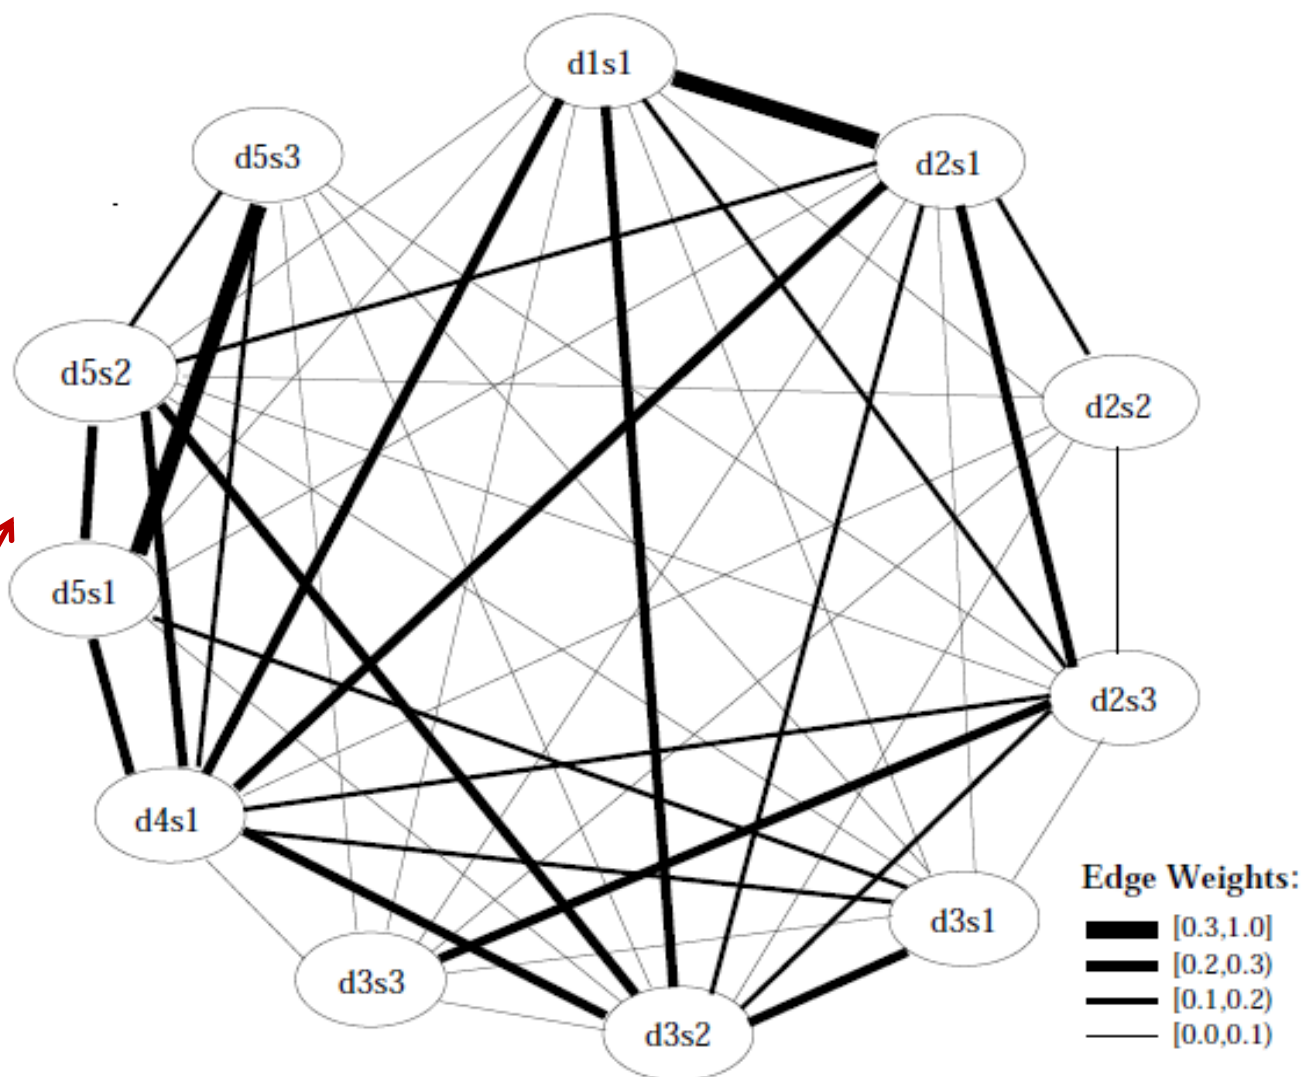 d1s1
d5s3
d2s1
d5s2
d2s2
d5s1
d2s3
d4s1
d3s3
d3s1
d3s2
Edge Weights:
[0.3,1.0]
[0.2,0.3)
[0.1,0.2)
[0.0,0.1)